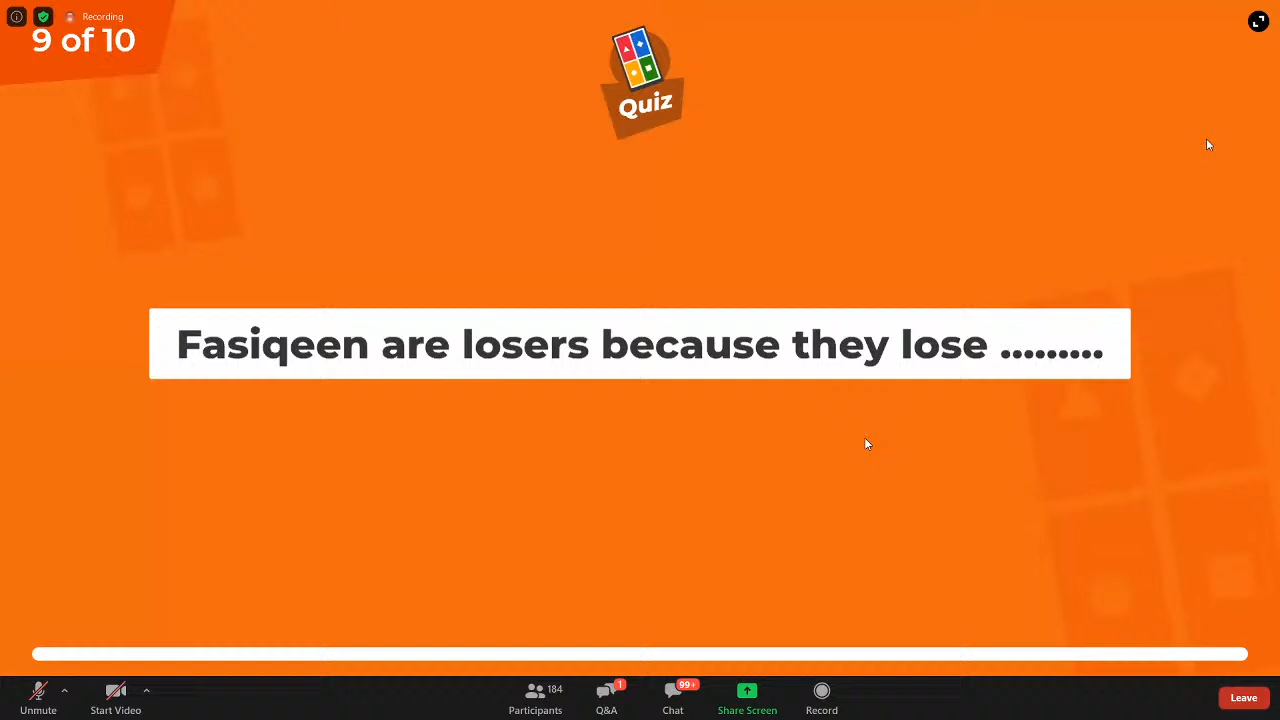 Recording
9 of 10
Quiz
Fasiqeen are losers because they lose .........
184
1
99+
Unmute
Start Video
Participants
Q&A
Chat
Share Screen
Record
Leave